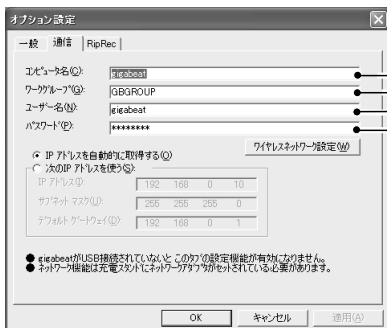 オプション設定
一般 通信 RipRec
コンピュータ名(C): gigabeat
ワークグループ(G): GBGROUP
ユーザー名(N): gigabeat
パスワード(P): ********
ワイヤレスネットワーク設定(W)
IP アドレスを自動的に取得する(O)
次のIP アドレスを使う(S):
IP アドレス(I): 192 168 0 10
サブネット マスク(U): 255 255 255 0
デフォルト ゲートウェイ(D): 192 168 0 1
● gigabeatがUSB接続されていないと このタブの設定機能が有効になりません。
● ネットワーク機能は充電スタンドにネットワークアダプタがセットされている必要があります。
OK キャンセル 適用(A)